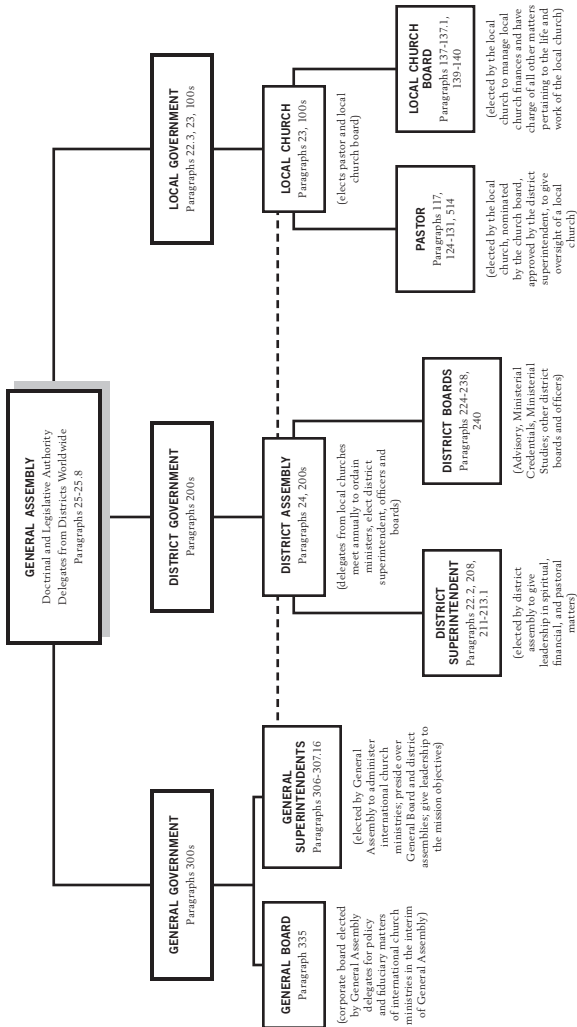 GENERAL ASSEMBLY
Doctrinal and Legislative Authority
Delegates from Districts Worldwide
Paragraphs 25-25.8
GENERAL GOVERNMENT
Paragraphs 300s
DISTRICT GOVERNMENT
Paragraphs 200s
LOCAL GOVERNMENT
Paragraphs 22.3, 23, 100s
GENERAL BOARD
Paragraph 335
(corporate board elected
by General Assembly
delegates for policy
and fiduciary matters
of international church
ministries in the interim
of General Assembly)
GENERAL
SUPERINTENDENTS
Paragraphs 306-307.16
(elected by General
Assembly to administer
international church
ministries; preside over
General Board and district
assemblies; give leadership to
the mission objectives)
DISTRICT ASSEMBLY
Paragraphs 24, 200s
(delegates from local churches
meet annually to ordain
ministers, elect district
superintendent, officers and
boards)
LOCAL CHURCH
Paragraphs 23, 100s
(elects pastor and local
church board)
DISTRICT
SUPERINTENDENT
Paragraphs 22.2, 208,
211-213.1
(elected by district
assembly to give
leadership in spiritual,
financial, and pastoral
matters)
DISTRICT BOARDS
Paragraphs 224-238,
240
(Advisory, Ministerial
Credentials, Ministerial
Studies; other district
boards and officers)
PASTOR
Paragraphs 117,
124-131, 514
(elected by the local
church, nominated
by the church board,
approved by the district
superintendent, to give
oversight of a local
church)
LOCAL CHURCH
BOARD
Paragraphs 137-137.1,
139-140
(elected by the local
church to manage local
church finances and have
charge of all other matters
pertaining to the life and
work of the local church)